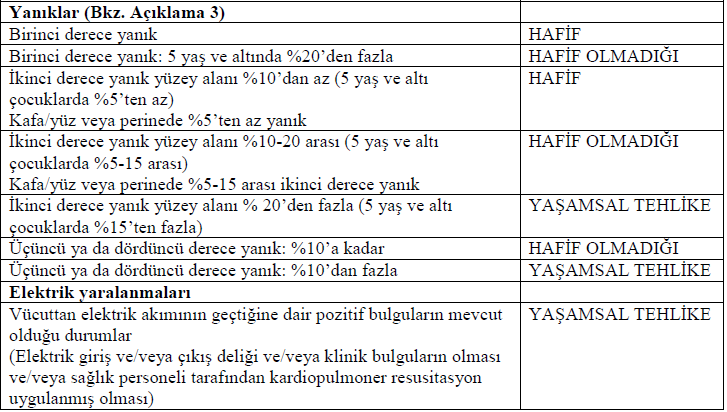 Yanıklar (Bkz. Açıklama 3)
Birinci derece yanık HAFİF
Birinci derece yanık: 5 yaş ve altında %20’den fazla HAFİF OLMADIĞI
İkinci derece yanık yüzey alanı %10’dan az (5 yaş ve altı HAFİF
çocuklarda %5’ten az)
Kafa/yüz veya perinede %5’ten az yanık
İkinci derece yanık yüzey alanı %10-20 arası (5 yaş ve altı HAFİF OLMADIĞI
çocuklarda %5-15 arası)
Kafa/yüz veya perinede %5-15 arası ikinci derece yanık
İkinci derece yanık yüzey alanı % 20’den fazla (5 yaş ve altı YAŞAMSAL TEHLİKE
çocuklarda %15’ten fazla)
Üçüncü ya da dördüncü derece yanık: %10’a kadar HAFİF OLMADIĞI
Üçüncü ya da dördüncü derece yanık: %10’dan fazla YAŞAMSAL TEHLİKE
Elektrik yaralanmaları
Vücuttan elektrik akımının geçtiğine dair pozitif bulguların mevcut YAŞAMSAL TEHLİKE
olduğu durumlar
(Elektrik giriş ve/veya çıkış deliği ve/veya klinik bulguların olması
ve/veya sağlık personeli tarafından kardiopulmoner resusitasyon
uygulanmış olması)